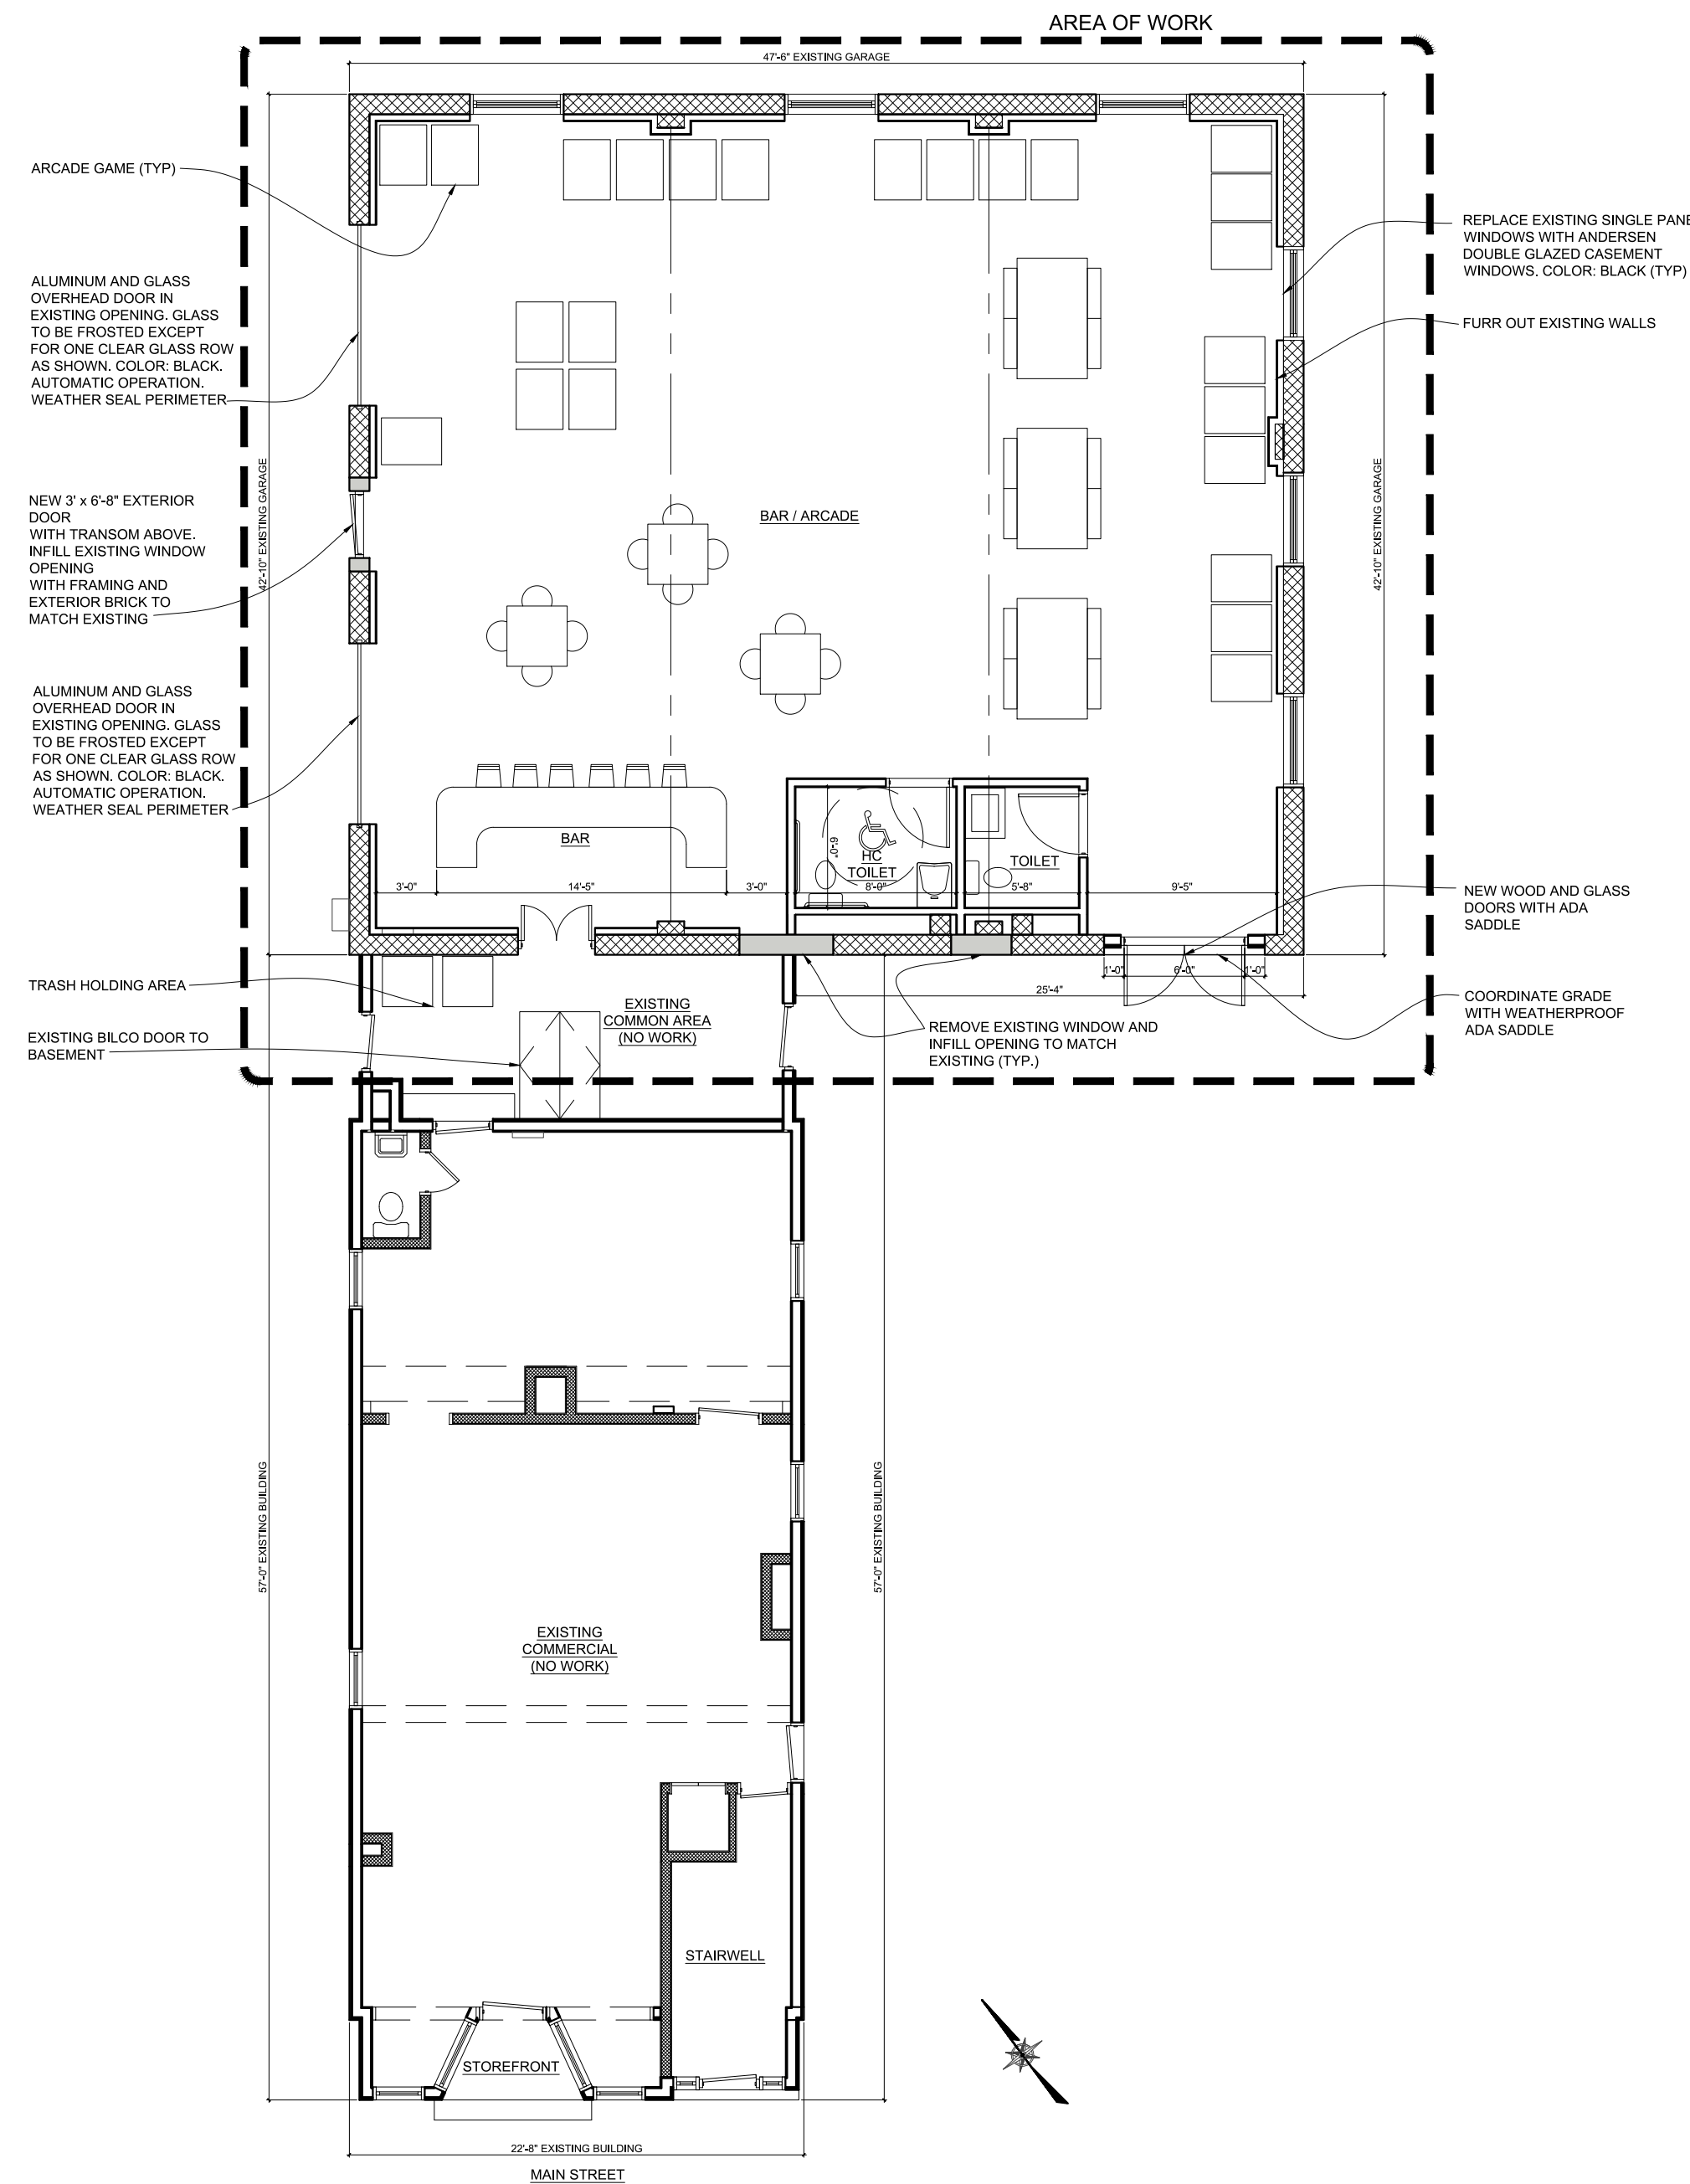 AREA OF WORK
47'-6" EXISTING GARAGE
ARCADE GAME (TYP)
REPLACE EXISTING SINGLE PANE
WINDOWS WITH ANDERSEN
DOUBLE GLAZED CASEMENT
WINDOWS. COLOR: BLACK (TYP)
ALUMINUM AND GLASS
OVERHEAD DOOR IN
EXISTING OPENING. GLASS
TO BE FROSTED EXCEPT
FOR ONE CLEAR GLASS ROW
AS SHOWN. COLOR: BLACK.
AUTOMATIC OPERATION.
WEATHER SEAL PERIMETER
FURR OUT EXISTING WALLS
42'-10" EXISTING GARAGE
42'-10" EXISTING GARAGE
NEW 3' x 6'-8" EXTERIOR
DOOR
WITH TRANSOM ABOVE.
INFILL EXISTING WINDOW
OPENING
WITH FRAMING AND
EXTERIOR BRICK TO
MATCH EXISTING
BAR / ARCADE
ALUMINUM AND GLASS
OVERHEAD DOOR IN
EXISTING OPENING. GLASS
TO BE FROSTED EXCEPT
FOR ONE CLEAR GLASS ROW
AS SHOWN. COLOR: BLACK.
AUTOMATIC OPERATION.
WEATHER SEAL PERIMETER
BAR
6'-0"
HC
TOILET
TOILET
3'-0"
14'-5"
3'-0"
8'-0"
5'-8"
9'-5"
NEW WOOD AND GLASS
DOORS WITH ADA
SADDLE
1'-0"
6'-0"
1'-0"
25'-4"
TRASH HOLDING AREA
EXISTING
COMMON AREA
(NO WORK)
COORDINATE GRADE
WITH WEATHERPROOF
ADA SADDLE
EXISTING BILCO DOOR TO
BASEMENT
REMOVE EXISTING WINDOW AND
INFILL OPENING TO MATCH
EXISTING (TYP.)
57'-0" EXISTING BUILDING
57'-0" EXISTING BUILDING
EXISTING
COMMERCIAL
(NO WORK)
STAIRWELL
STOREFRONT
22'-8" EXISTING BUILDING
MAIN STREET